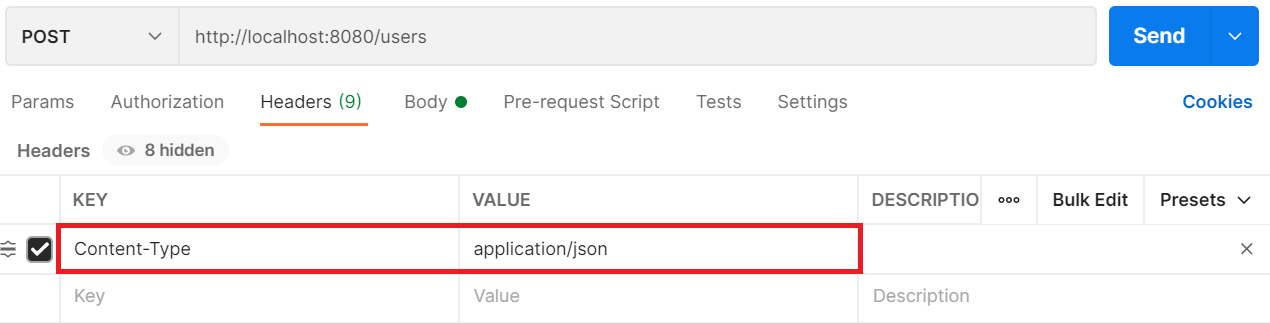 POST http://localhost:8080/users Send
Params Authorization Headers (9) Body Pre-request Script Tests Settings Cookies
Headers 8 hidden
KEY VALUE DESCRIPTIO Bulk Edit Presets
Content-Type application/json
Key Value Description